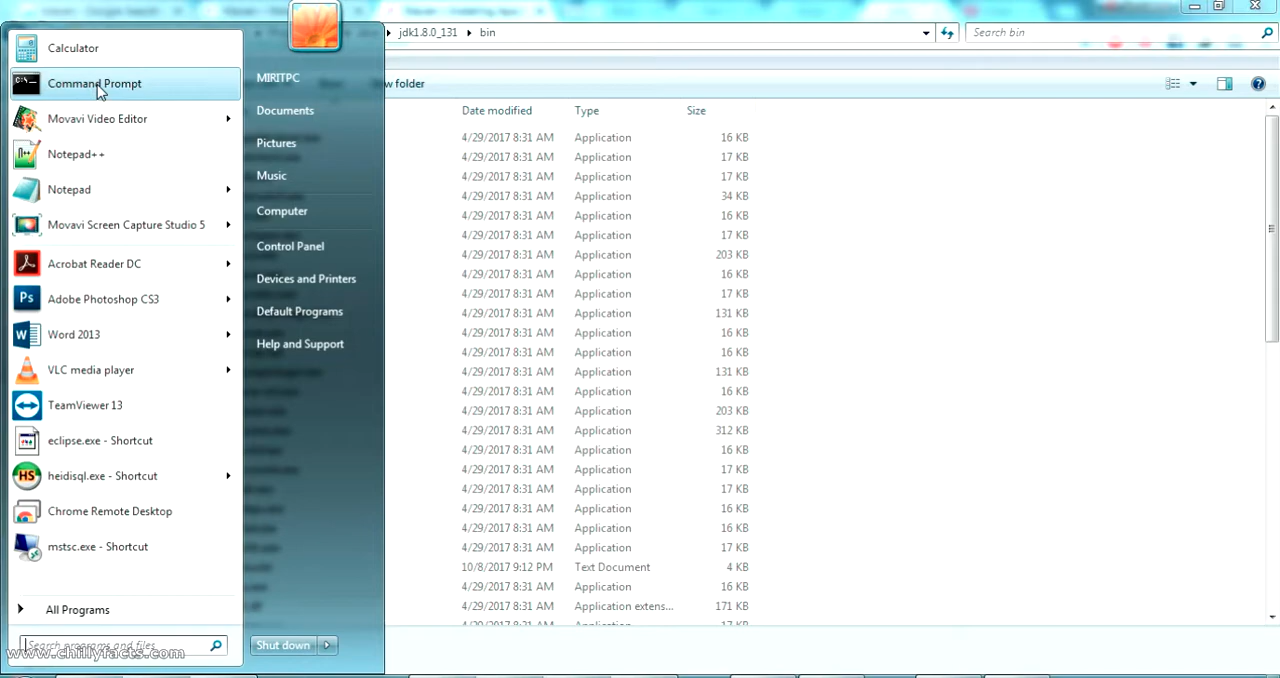 jdk1.8.0_131
bin
Search bin
Calculator
Command Prompt
Movavi Video Editor
Notepad++
Notepad
Movavi Screen Capture Studio 5
Acrobat Reader DC
Adobe Photoshop CS3
Word 2013
VLC media player
TeamViewer 13
eclipse.exe - Shortcut
heidisql.exe - Shortcut
Chrome Remote Desktop
mstsc.exe - Shortcut
All Programs
Search programs and files
www.chillyfacts.com
MIRITPC
Documents
Pictures
Music
Computer
Control Panel
Devices and Printers
Default Programs
Help and Support
Shut down
New folder
Date modified Type Size
4/29/2017 8:31 AM Application 16 KB
4/29/2017 8:31 AM Application 17 KB
4/29/2017 8:31 AM Application 17 KB
4/29/2017 8:31 AM Application 34 KB
4/29/2017 8:31 AM Application 16 KB
4/29/2017 8:31 AM Application 17 KB
4/29/2017 8:31 AM Application 203 KB
4/29/2017 8:31 AM Application 16 KB
4/29/2017 8:31 AM Application 17 KB
4/29/2017 8:31 AM Application 131 KB
4/29/2017 8:31 AM Application 16 KB
4/29/2017 8:31 AM Application 16 KB
4/29/2017 8:31 AM Application 131 KB
4/29/2017 8:31 AM Application 16 KB
4/29/2017 8:31 AM Application 203 KB
4/29/2017 8:31 AM Application 312 KB
4/29/2017 8:31 AM Application 16 KB
4/29/2017 8:31 AM Application 17 KB
4/29/2017 8:31 AM Application 17 KB
4/29/2017 8:31 AM Application 16 KB
4/29/2017 8:31 AM Application 16 KB
4/29/2017 8:31 AM Application 17 KB
10/8/2017 9:12 PM Text Document 4 KB
4/29/2017 8:31 AM Application 16 KB
4/29/2017 8:31 AM Application extens... 171 KB